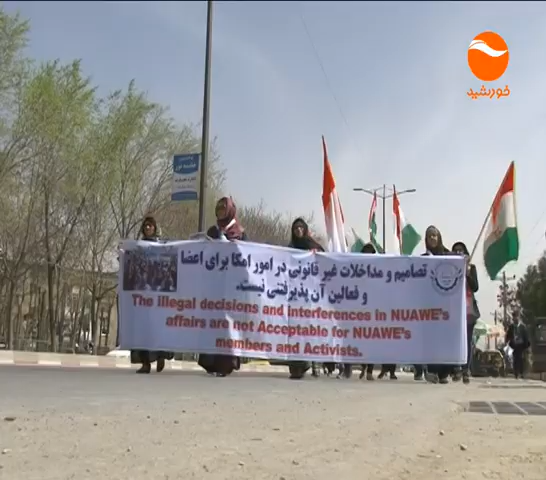 خورشید
تصامیم و مداخلات غیر قانونی در امور امکا برای اعضا
و فعالین آن پذیرفتنی نیست.
The illegal decisions and interferences in NUAWE's
affairs are not Acceptable for NUAWE's
members and Activists.